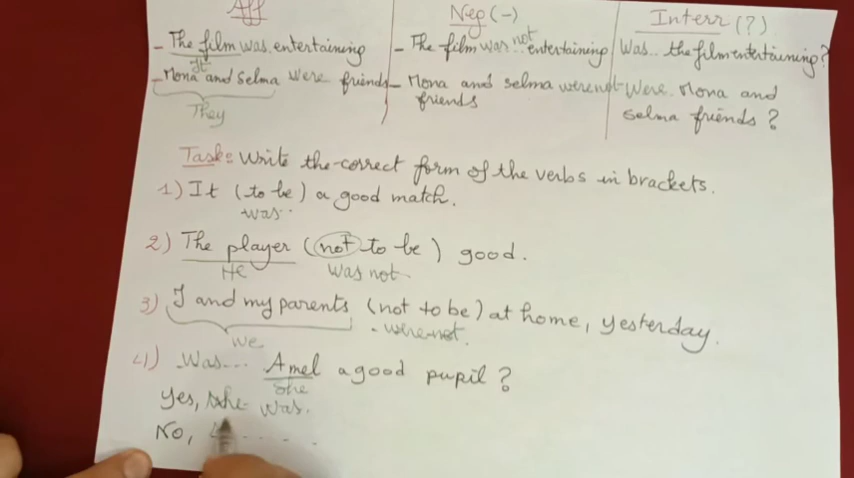 Aff
- The film was entertaining
It
- Mona and Selma were friends
They
Neg (-)
- The film was not entertaining
- Mona and selma were not
friends
Interr (?)
Was.. the film entertaining?
- Were. Mona and
selma friends ?
Task: Write the correct form of the verbs in brackets.
1) It (to be) a good match.
was.
2) The player (not to be) good.
He
was not.
3) I and my parents (not to be) at home, yesterday.
we
were not.
4) Was... Amel a good pupil ?
She
Yes, she was.
No,